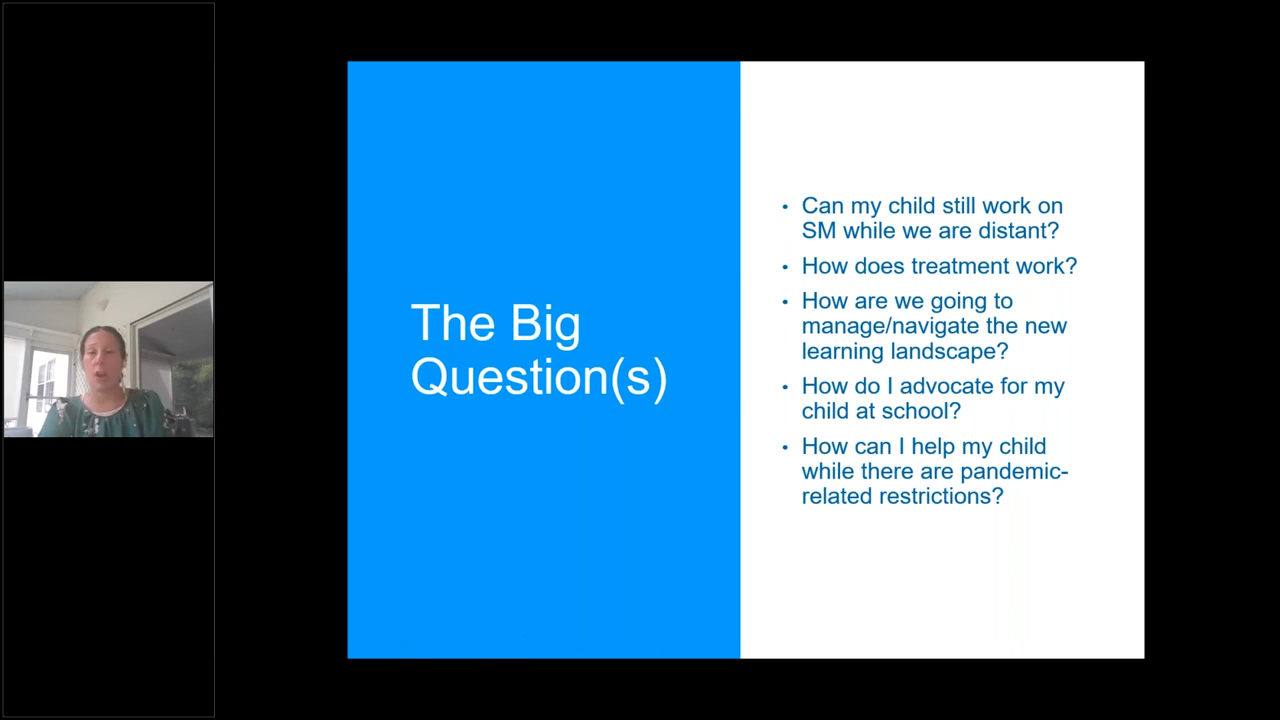 The Big
Question(s)
• Can my child still work on
SM while we are distant?
• How does treatment work?
• How are we going to
manage/navigate the new
learning landscape?
• How do I advocate for my
child at school?
• How can I help my child
while there are pandemic-
related restrictions?